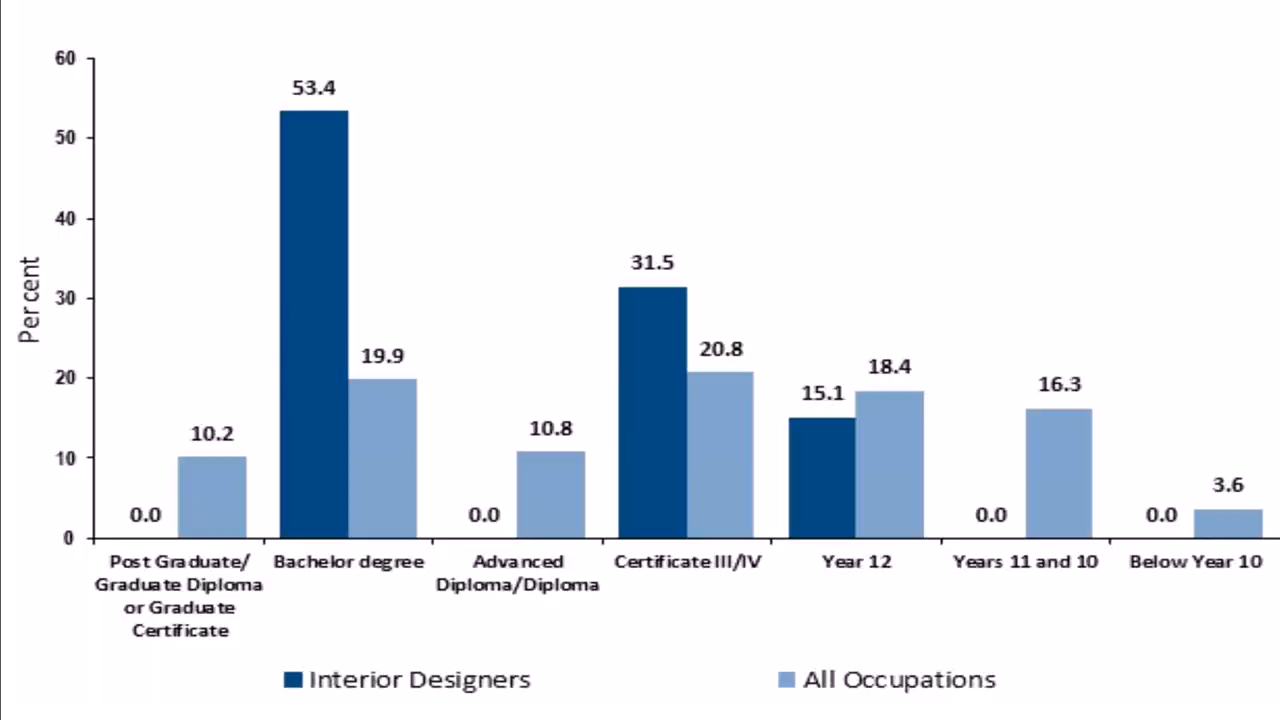 60
53.4
50
40
31.5
30
Per cent
20.8
19.9
18.4
20
16.3
15.1
10.8
10.2
10
3.6
0.0
0.0
0.0
0.0
0
Post Graduate/
Graduate Diploma
or Graduate
Certificate
Bachelor degree
Advanced
Diploma/Diploma
Certificate III/IV
Year 12
Years 11 and 10
Below Year 10
Interior Designers
All Occupations